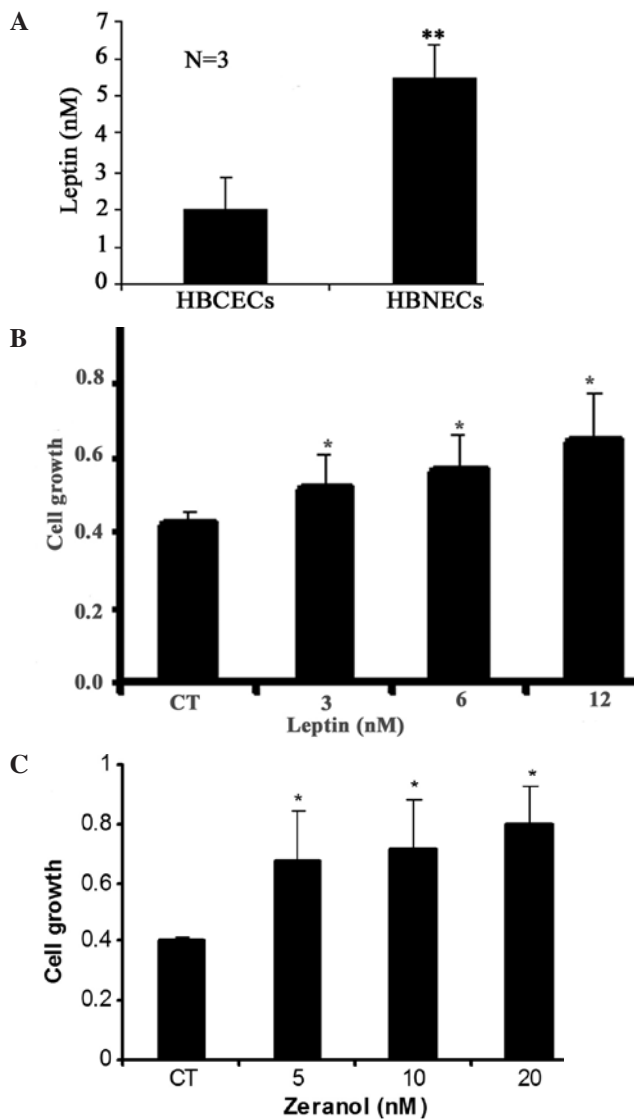 A
7
6
5
4
3
2
1
0
Leptin (nM)
N=3
**
HBCECs
HBNECs
B
0.8
0.6
0.4
0.2
0.0
Cell growth
*
*
*
CT
3
6
12
Leptin (nM)
C
1
0.8
0.6
0.4
0.2
0
Cell growth
*
*
*
CT
5
10
20
Zeranol (nM)